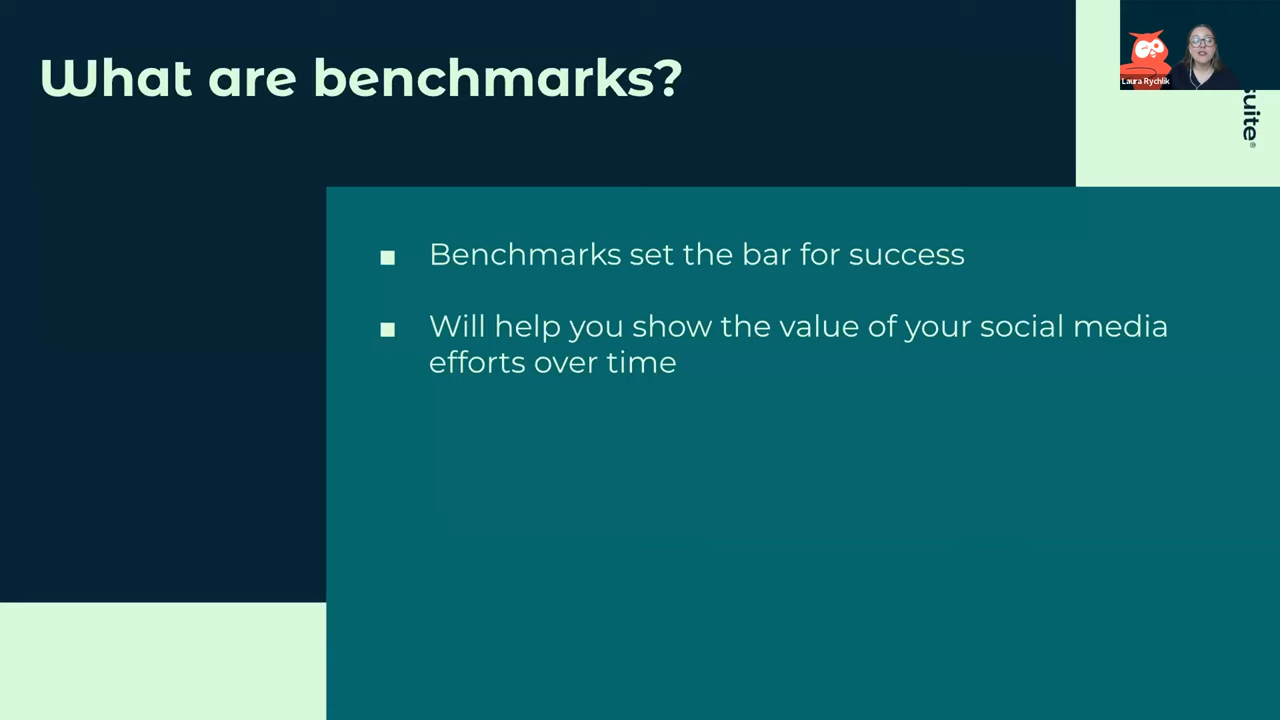 What are benchmarks?
Laura Rychlik
suite®
■ Benchmarks set the bar for success
■ Will help you show the value of your social media
efforts over time